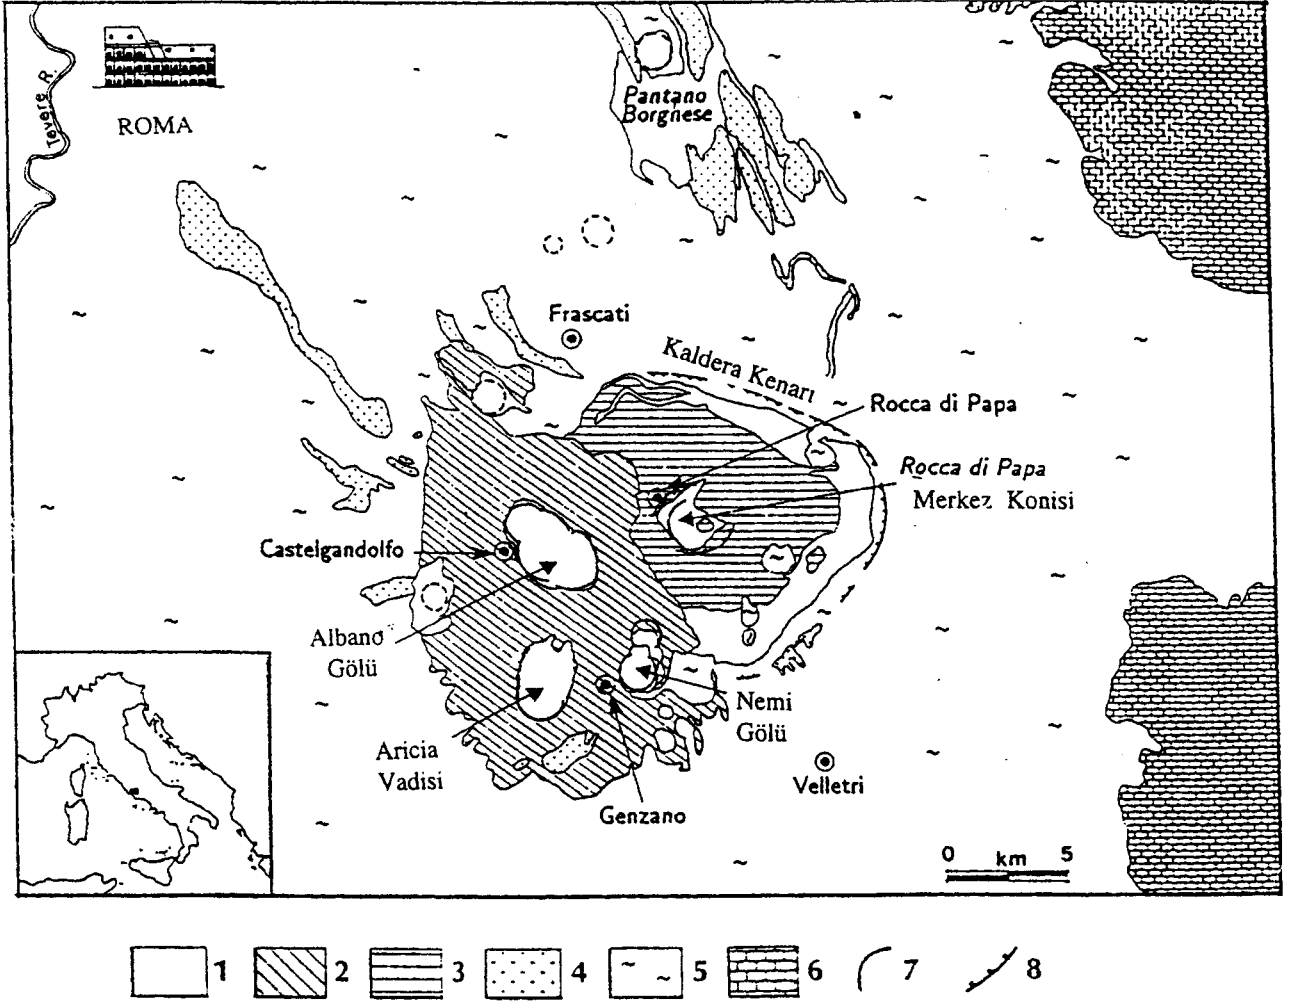 Tevere R.
ROMA
Pantano
Borgnese
Frascati
Kaldera Kenarı
Rocca di Papa
Rocca di Papa
Merkez Konisi
Castelgandolfo
Albano
Gölü
Nemi
Gölü
Aricia
Vadisi
Velletri
Genzano
0 km 5
1 2 3 4 5 6 7 8